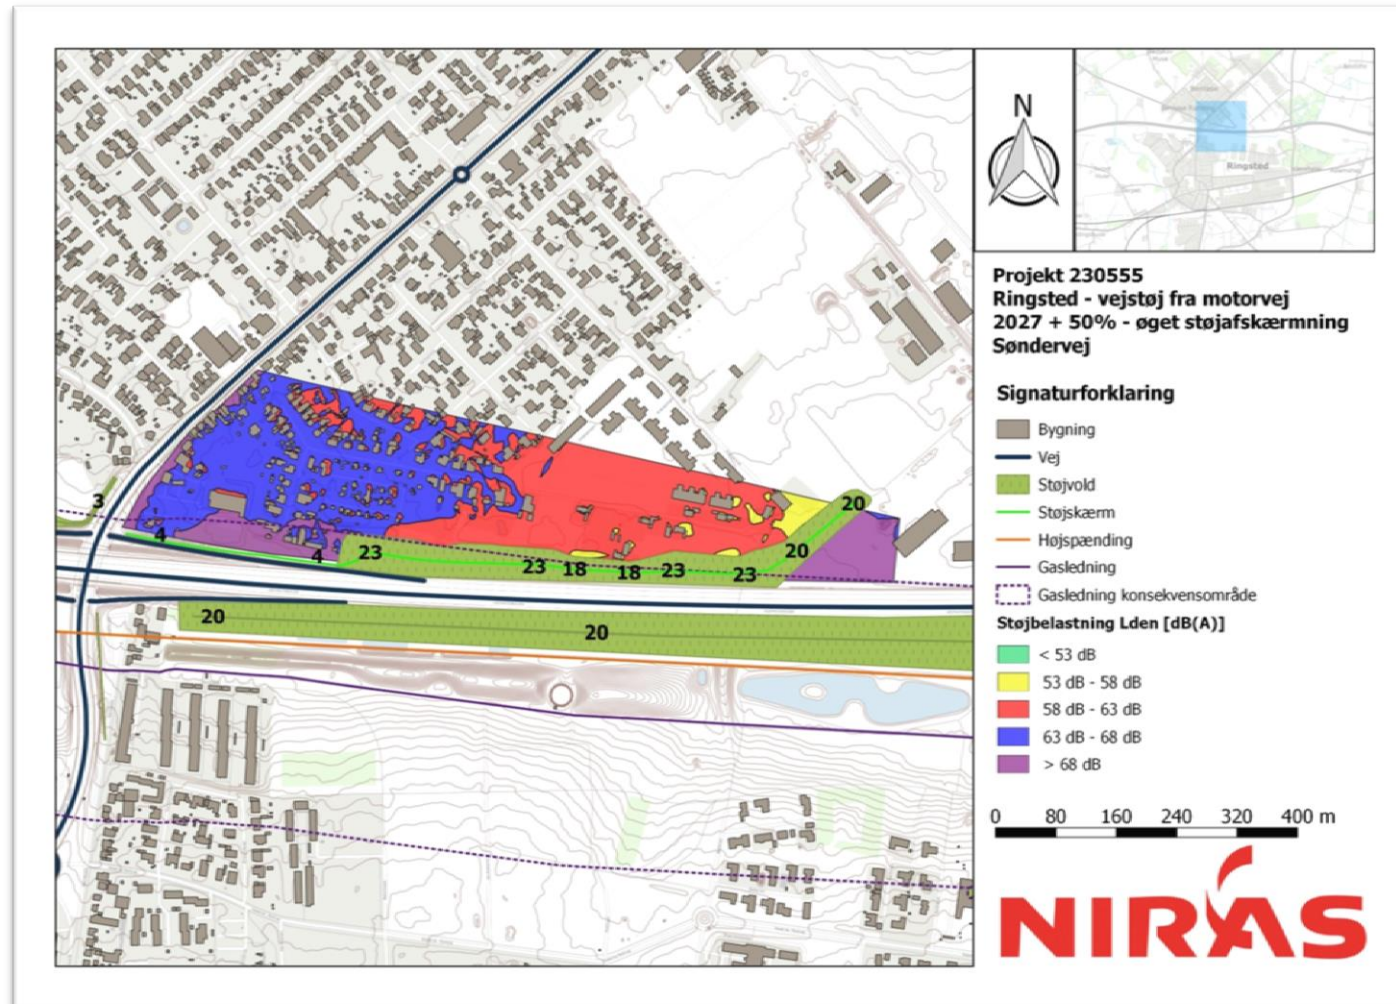 N
Ringsted
Projekt 230555
Ringsted - vejstøj fra motorvej
2027 + 50% - øget støjafskærmning
Søndervej
Signaturforklaring
Bygning
Vej
Støjvold
Støjskærm
Højspænding
Gasledning
Gasledning konsekvensområde
Støjbelastning Lden [dB(A)]
< 53 dB
53 dB - 58 dB
58 dB - 63 dB
63 dB - 68 dB
> 68 dB
0 80 160 240 320 400 m
NIRAS
3
4
4
23
23
18
18
23
23
20
20
20
20